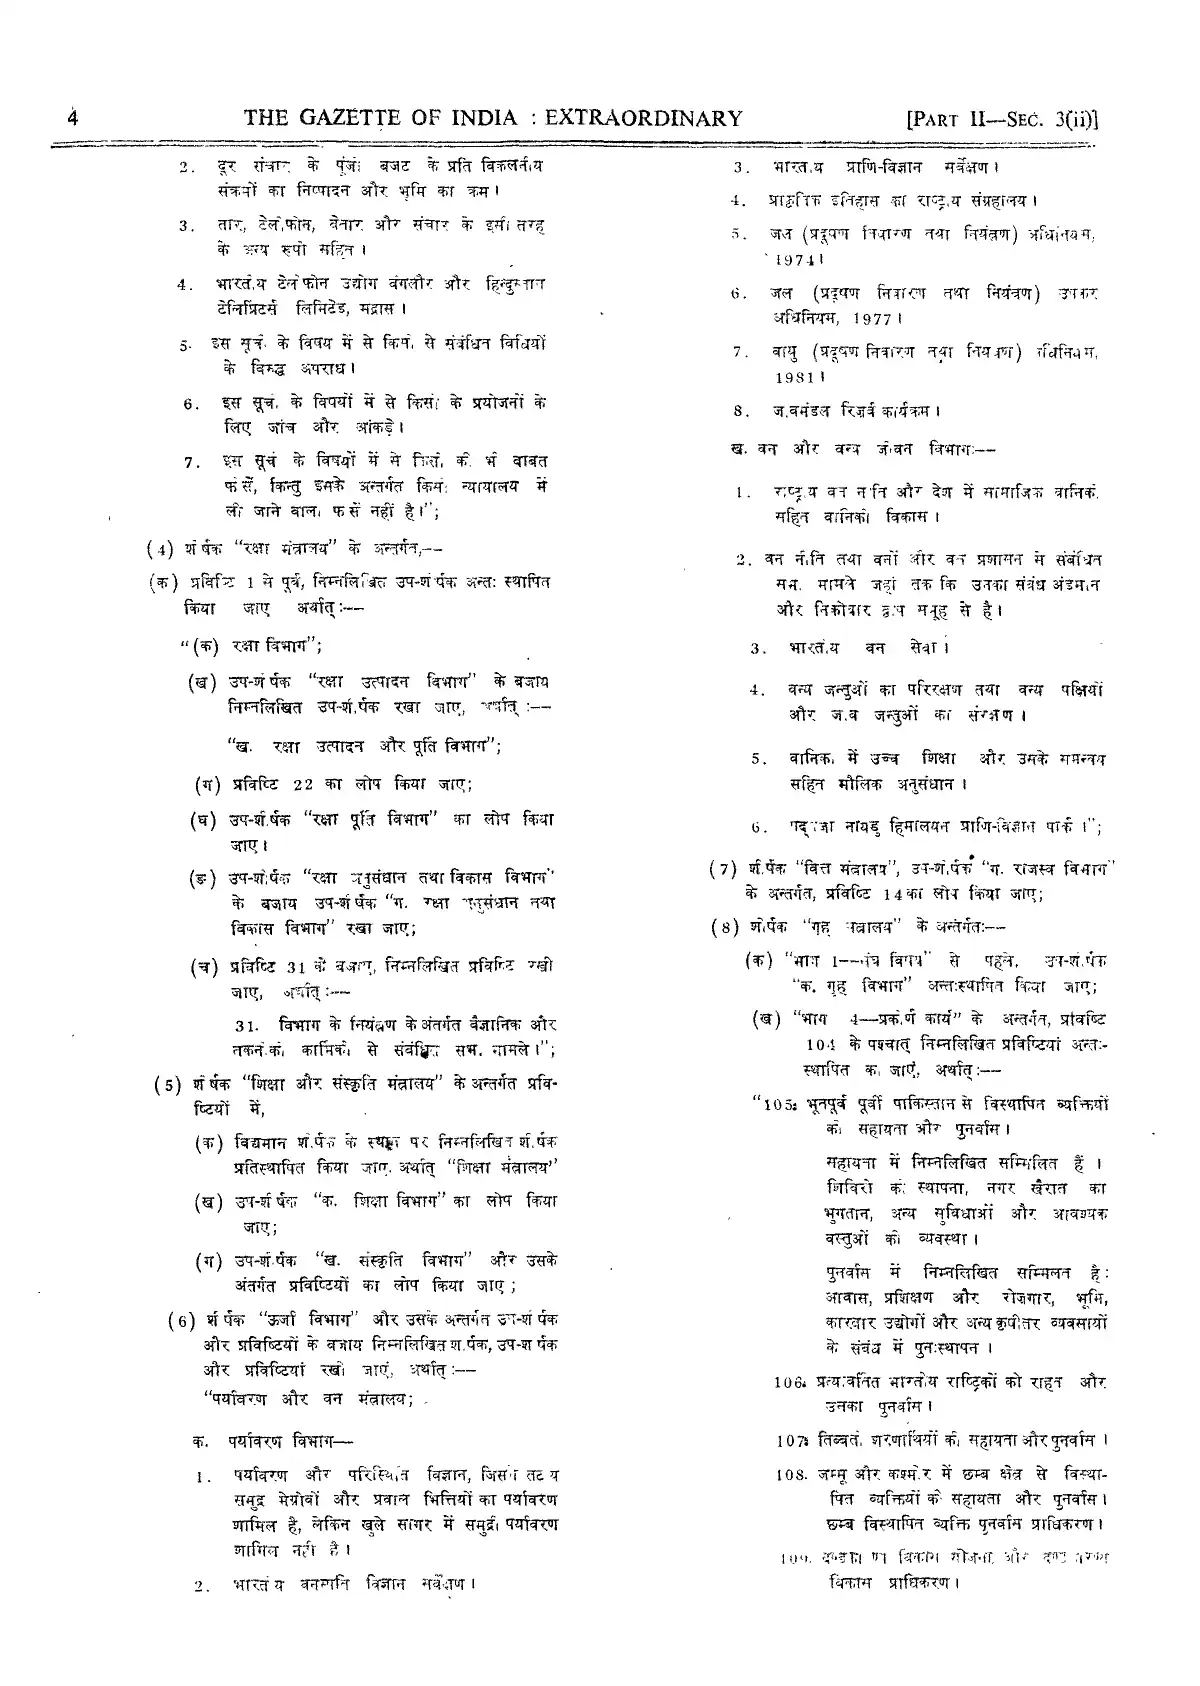 4 THE GAZETTE OF INDIA : EXTRAORDINARY [PART II—SEC. 3(ii)]
2. दूर संचार के पूंजी बजट के प्रति विकलनीय
संकर्मों का निष्पादन और भूमि का क्रय।
3. तार, टेलीफोन, बेतार और संचार के इसी तरह
के अन्य रूपों सहित ।
4. भारतीय टेलीफोन उद्योग बंगलौर और हिन्दुस्तान
टेलिप्रिंटर्स लिमिटेड, मद्रास ।
5. इस सूची के विषय में से किसी से संबंधित विधियों
के विरुद्ध अपराध।
6. इस सूची के विषयों में से किसी के प्रयोजनों के
लिए जांच और आंकड़े।
7. इस सूची के विषयों में से किसी की भी बाबत
फीसें, किन्तु इसके अन्तर्गत किसी न्यायालय में
ली जाने वाली फीसें नहीं है।";
(4) शीर्षक "रक्षा मंत्रालय" के अन्तर्गत,--
(क) प्रविष्टि 1 से पूर्व, निम्नलिखित उप-शीर्षक अन्तः स्थापित
किया जाए अर्थात्:—
"(क) रक्षा विभाग";
(ख) उप-शीर्षक "रक्षा उत्पादन विभाग" के बजाय
निम्नलिखित उप-शीर्षक रखा जाए, अर्थात् :--
"ख. रक्षा उत्पादन और पूर्ति विभाग";
(ग) प्रविष्टि 22 का लोप किया जाए;
(घ) उप-शीर्षक "रक्षा पूर्ति विभाग" का लोप किया
जाए।
(ङ) उप-शीर्षक "रक्षा अनुसंधान तथा विकास विभाग"
के बजाय उप-शीर्षक "ग. रक्षा अनुसंधान तथा
विकास विभाग" रखा जाए;
(च) प्रविष्टि 31 के बजाए, निम्नलिखित प्रविष्टि रखी
जाए, अर्थात् :—
31. विभाग के नियंत्रण के अंतर्गत वैज्ञानिक और
तकनीकी कार्मिकों से संबंधित सभी मामले।";
(5) शीर्षक "शिक्षा और संस्कृति मंत्रालय" के अन्तर्गत प्रवि-
ष्टियों में,
(क) विद्यमान शीर्षक के स्थान पर निम्नलिखित शीर्षक
प्रतिस्थापित किया जाए, अर्थात् "शिक्षा मंत्रालय"
(ख) उप-शीर्षक "क. शिक्षा विभाग" का लोप किया
जाए;
(ग) उप-शीर्षक "ख. संस्कृति विभाग" और उसके
अंतर्गत प्रविष्टियों का लोप किया जाए ;
(6) शीर्षक "ऊर्जा विभाग" और उसके अन्तर्गत उप-शीर्षक
और प्रविष्टियों के बजाय निम्नलिखित शीर्षक, उप-शीर्षक
और प्रविष्टियां रखी जाएं, अर्थात :--
"पर्यावरण और वन मंत्रालय;
क. पर्यावरण विभाग—
1. पर्यावरण और परिस्थिति विज्ञान, जिसमें तटीय
समुद्र मेंग्रोवों और प्रवाल भित्तियों का पर्यावरण
शामिल है, लेकिन खुले सागर में समुद्री पर्यावरण
शामिल नहीं है ।
2. भारतीय वनस्पति विज्ञान सर्वेक्षण ।
3. भारतीय प्राणि-विज्ञान सर्वेक्षण ।
4. प्राकृतिक इतिहास का राष्ट्रीय संग्रहालय ।
5. जल (प्रदूषण निवारण तथा नियंत्रण) अधिनियम,
1974।
6. जल (प्रदूषण निवारण तथा नियंत्रण) उपकर
अधिनियम, 1977।
7. वायु (प्रदूषण निवारण तथा नियंत्रण) अधिनियम,
1981।
8. जीवमंडल रिजर्व कार्यक्रम।
ख. वन और वन्य जीवन विभागः—
1. राष्ट्रीय वन नीति और देश में सामाजिक वानिकी
सहित वानिकी विकास ।
2. वन नीति तथा वनों और वन प्रशासन से संबंधित
सभी मामले जहां तक कि उनका संबंध अंडमान
और निकोबार द्वीप समूह से है।
3. भारतीय वन सेवा।
4. वन्य जन्तुओं का परिरक्षण तथा वन्य पक्षियों
और जीव जन्तुओं का संरक्षण ।
5. वानिकी में उच्च शिक्षा और उसके समन्वय
सहित मौलिक अनुसंधान ।
6. पद्मजा नायडु हिमालयन प्राणि-विज्ञान पार्क ।";
(7) शीर्षक "वित्त मंत्रालय", उप-शीर्षक "ग. राजस्व विभाग"
के अन्तर्गत, प्रविष्टि 14का लोप किया जाए;
(8) शीर्षक "गृह मंत्रालय" के अन्तर्गतः--
(क) "भाग 1--संघ विषय" से पहले, उप-शीर्षक
"क. गृह विभाग" अन्तःस्थापित किया जाए;
(ख) "भाग 4—प्रकीर्ण कार्य" के अन्तर्गत, प्रविष्टि
104 के पश्चात् निम्नलिखित प्रविष्टियां अन्तः-
स्थापित की जाएं, अर्थात्:—
"105. भूतपूर्व पूर्वी पाकिस्तान से विस्थापित व्यक्तियों
की सहायता और पुनर्वास।
सहायता में निम्नलिखित सम्मिलित हैं ।
शिविरों की स्थापना, नगद खैरात का
भुगतान, अन्य सुविधाओं और आवश्यक
वस्तुओं की व्यवस्था।
पुनर्वास में निम्नलिखित सम्मिलत है:
आवास, प्रशिक्षण और रोजगार, भूमि,
कारबार उद्योगों और अन्य कृषीतर व्यवसायों
के संबंध में पुनःस्थापन ।
106. प्रत्यावर्तित भारतीय राष्ट्रिकों को राहत और
उनका पुनर्वास।
107. तिब्बती शरणार्थियों की सहायता और पुनर्वास ।
108. जम्मू और कश्मीर में छम्ब क्षेत्र से विस्था-
पित व्यक्तियों की सहायता और पुनर्वास।
छम्ब विस्थापित व्यक्ति पुनर्वास प्राधिकरण।
109. दण्डकारण्य विकास योजना और दण्डकारण्य
विकास प्राधिकरण।